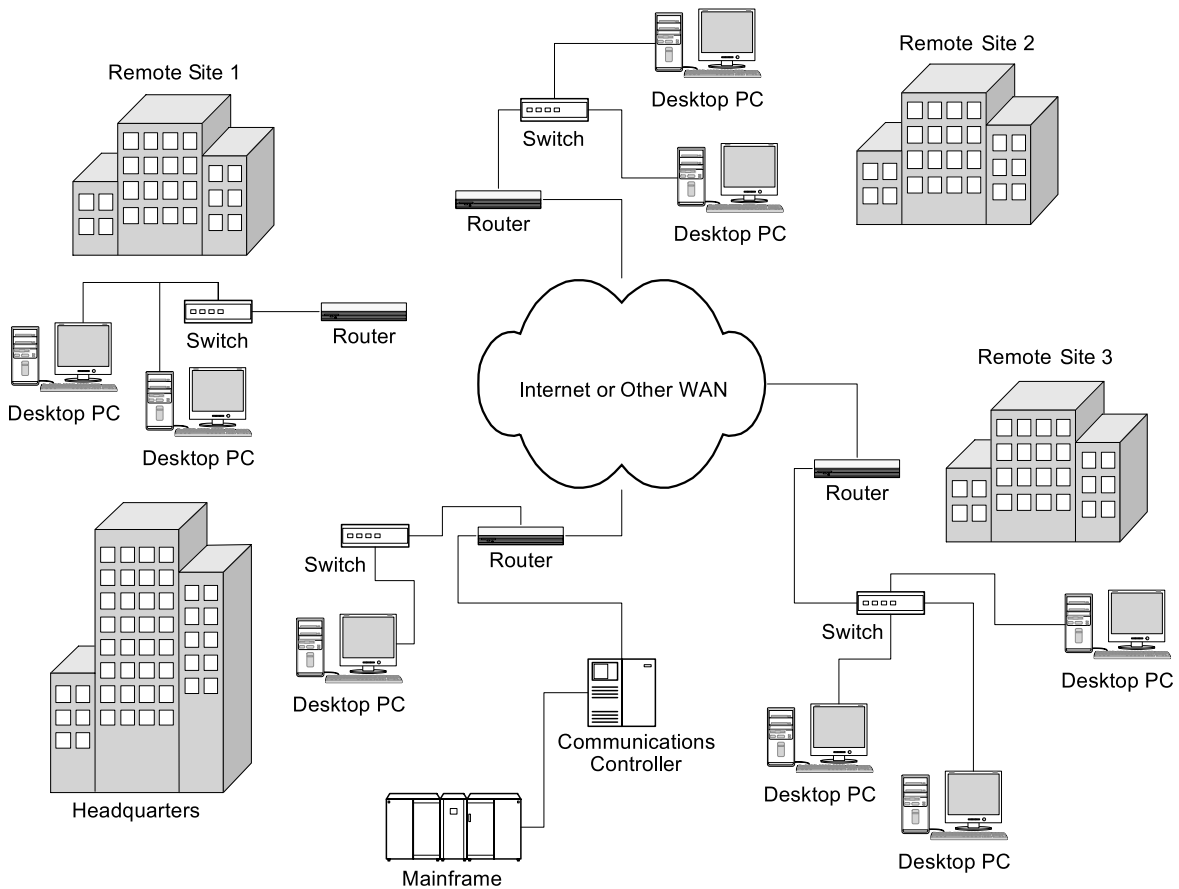 Remote Site 1
Desktop PC
Switch
Desktop PC
Router
Remote Site 2
Switch
Router
Desktop PC
Desktop PC
Internet or Other WAN
Remote Site 3
Router
Switch
Desktop PC
Desktop PC
Desktop PC
Headquarters
Switch
Router
Desktop PC
Communications
Controller
Mainframe